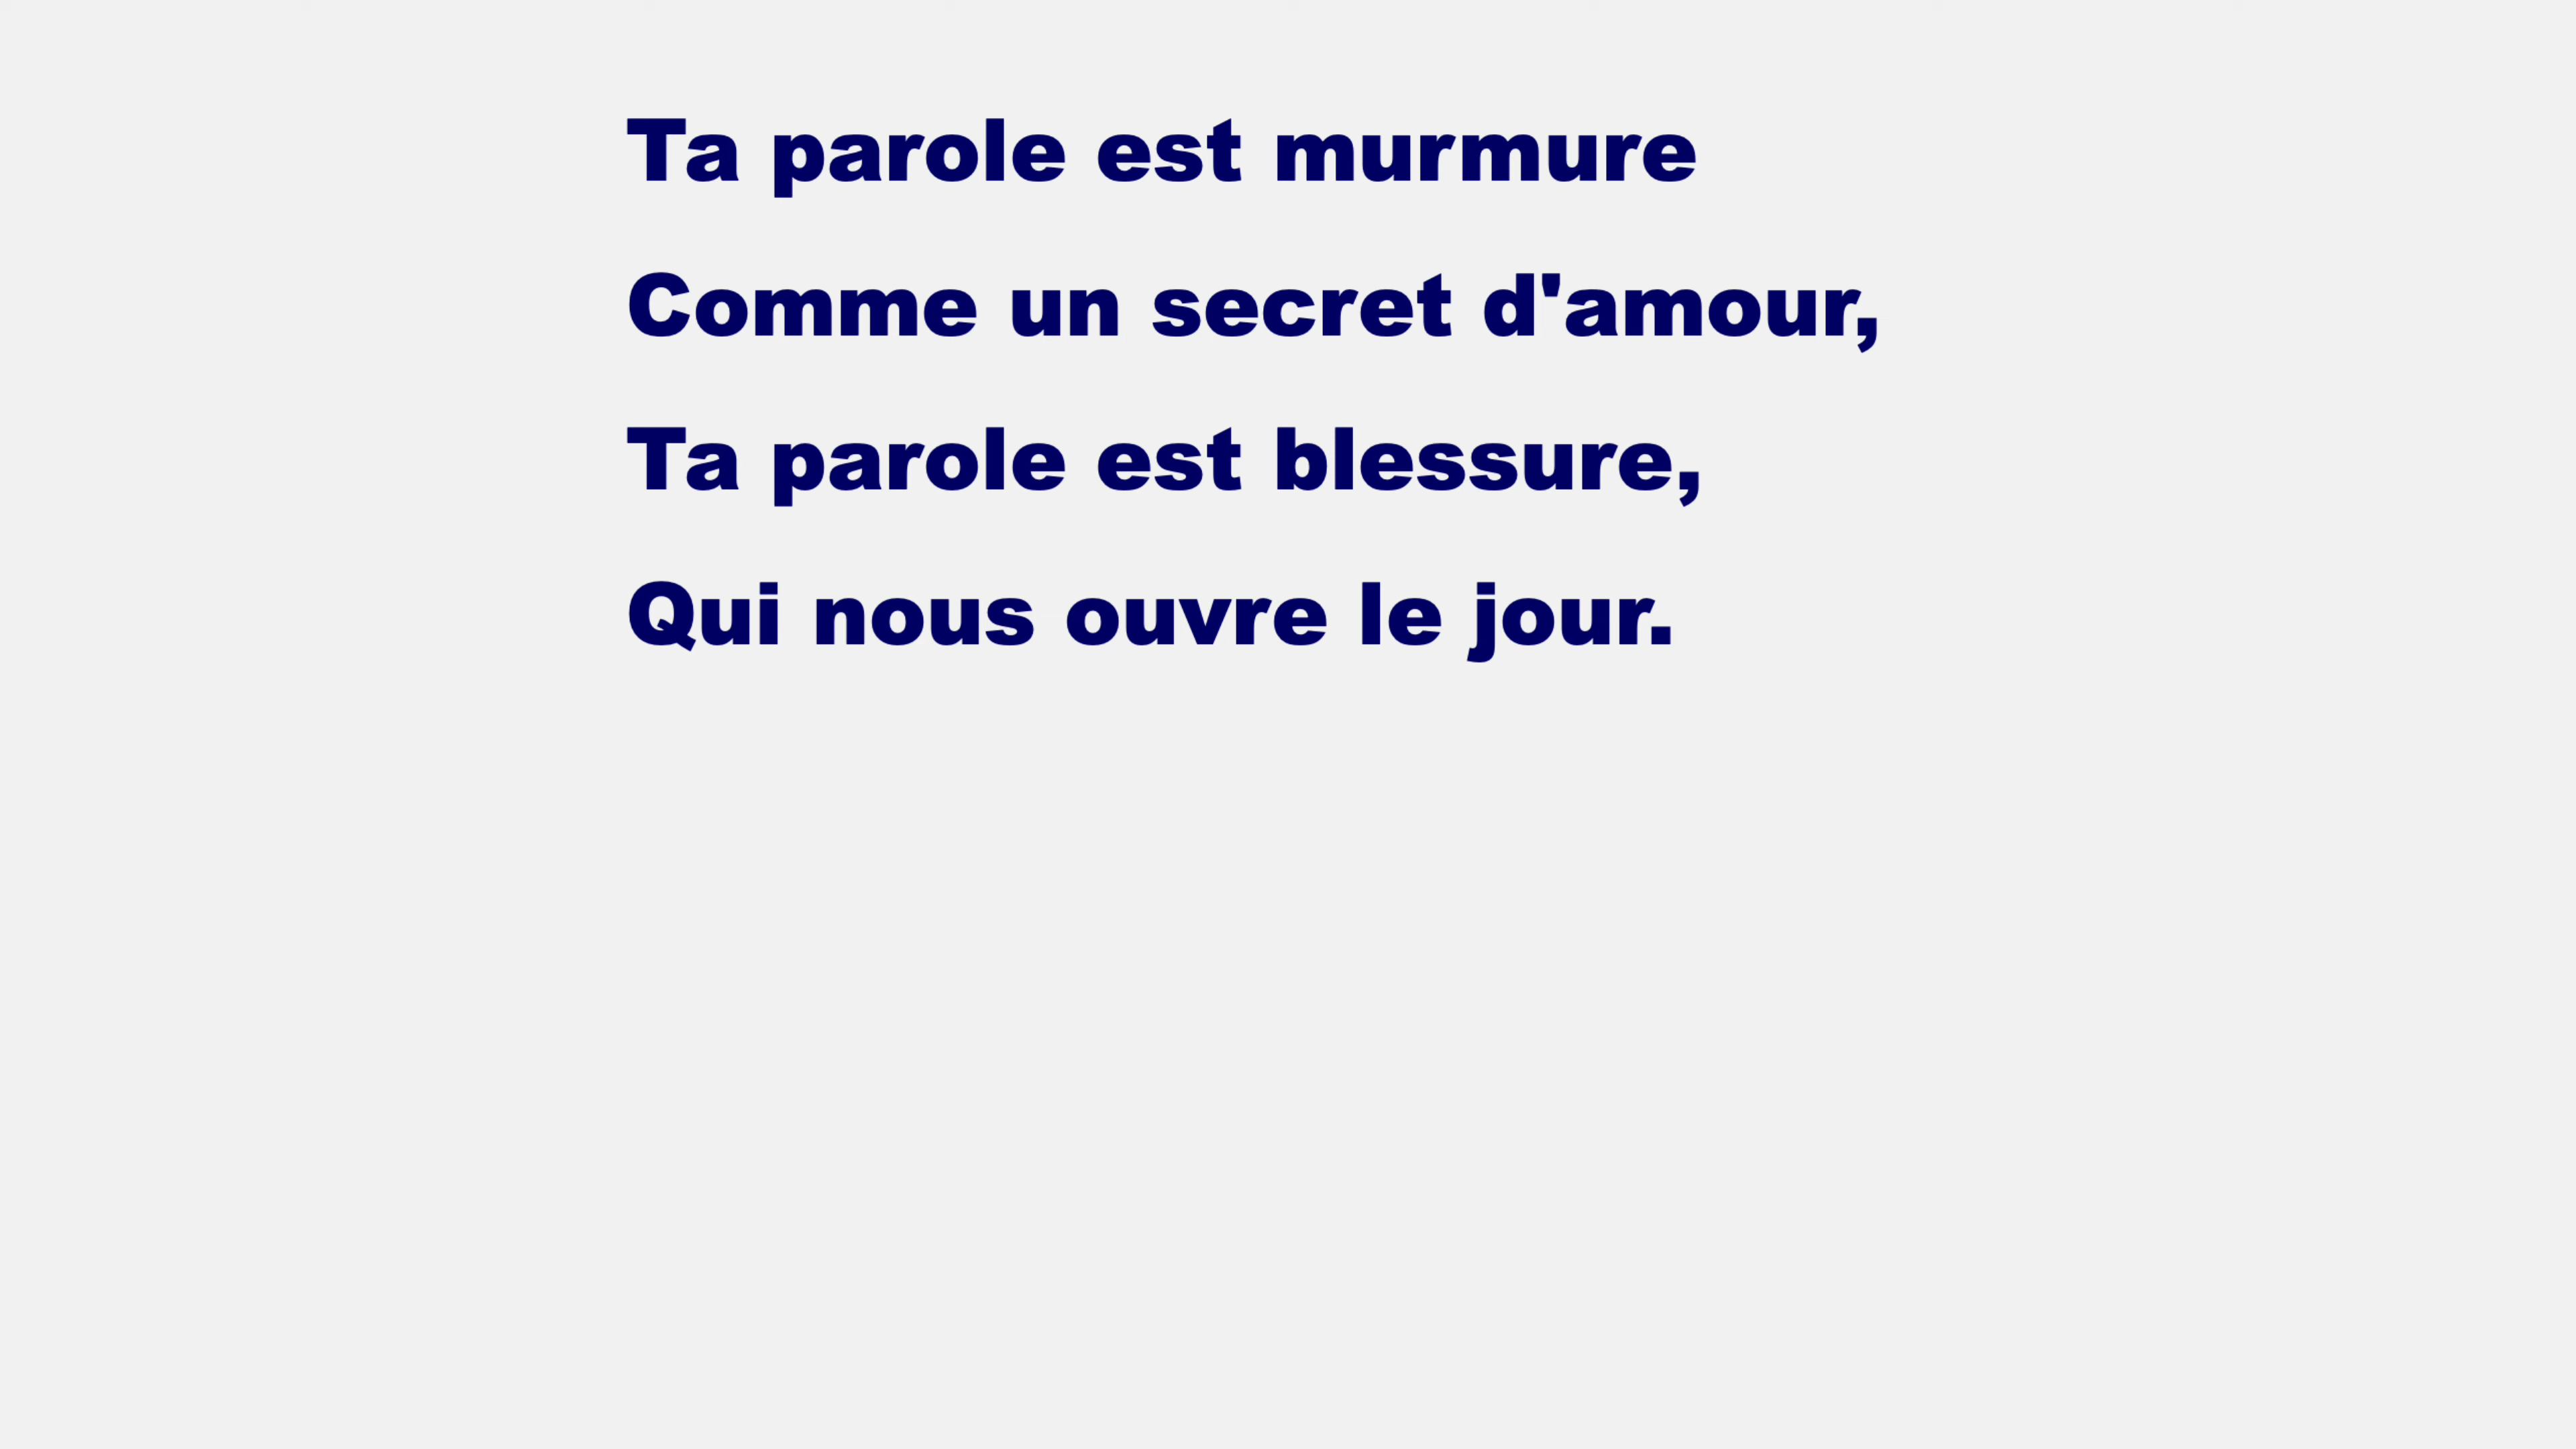 Ta parole est murmure
Comme un secret d'amour,
Ta parole est blessure,
Qui nous ouvre le jour.